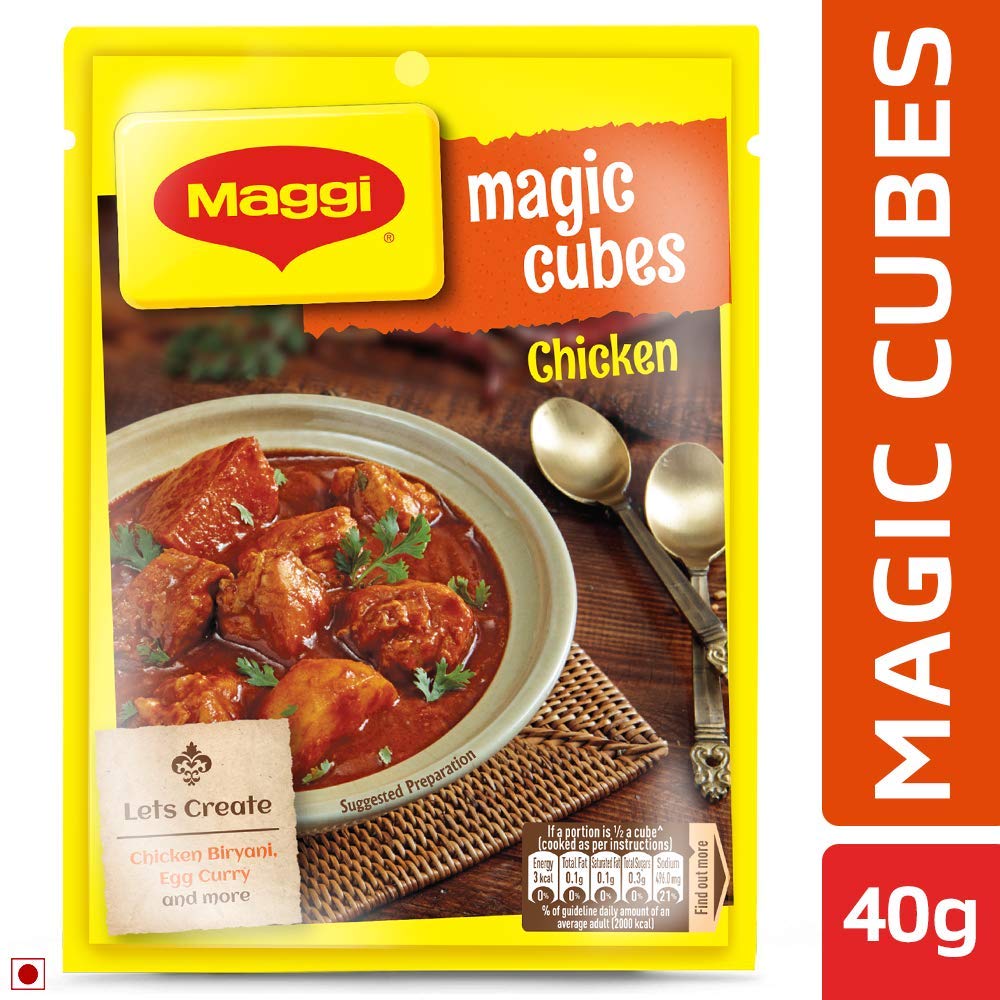 Maggi
®
magic
cubes
Chicken
Suggested Preparation
Lets Create
Chicken Biryani,
Egg Curry
and more
If a portion is ½ a cube^
(cooked as per instructions)
Energy Total Fat Saturated Fat Total Sugars Sodium
3 kcal 0.1g 0.1g 0.3g 496.0 mg
0% 0% 0% 0% 21%
% of guideline daily amount of an
average adult (2000 kcal)
Find out more
MAGIC CUBES
40g